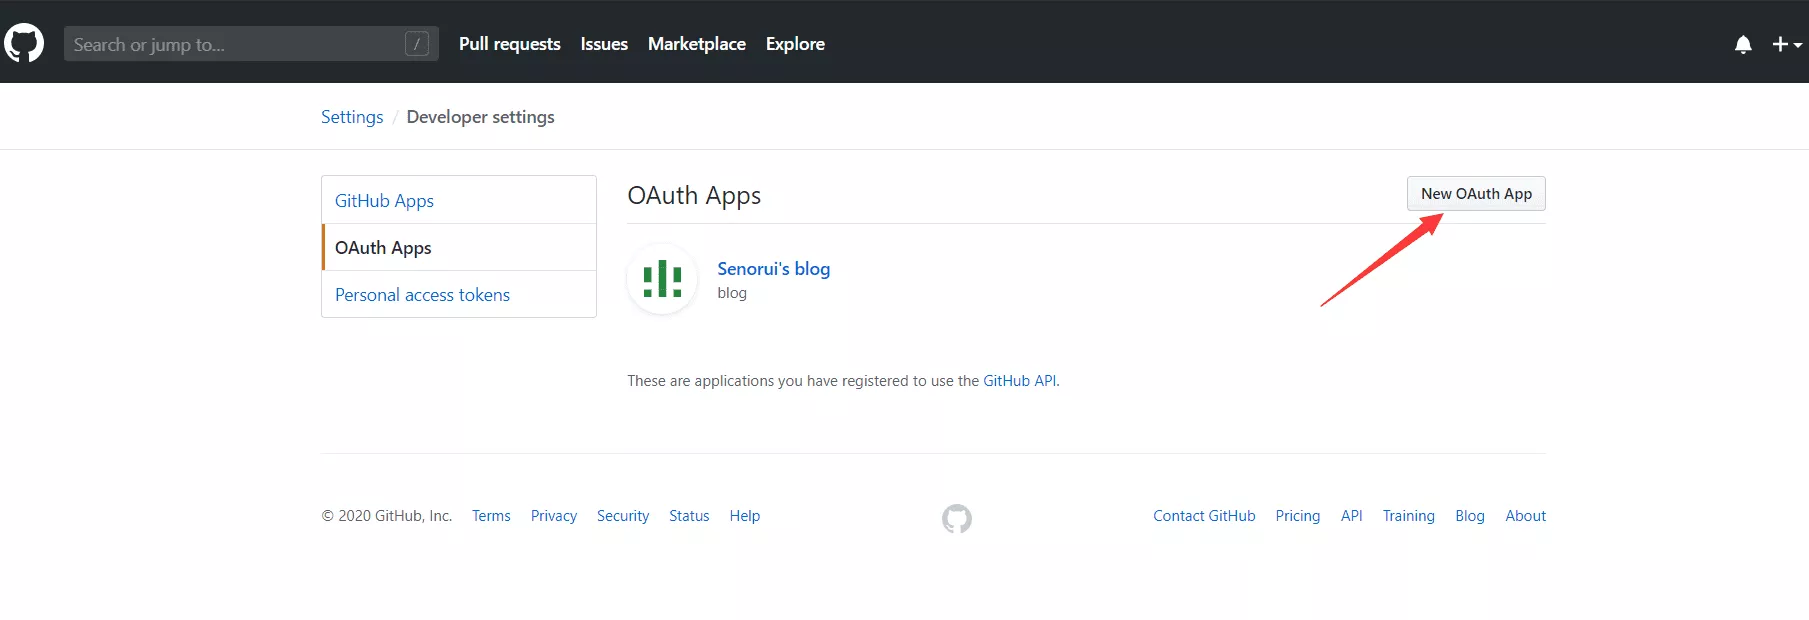 Search or jump to... /
Pull requests Issues Marketplace Explore
Settings / Developer settings
GitHub Apps
OAuth Apps
Personal access tokens
OAuth Apps
New OAuth App
Senorui's blog
blog
These are applications you have registered to use the GitHub API.
© 2020 GitHub, Inc. Terms Privacy Security Status Help
Contact GitHub Pricing API Training Blog About